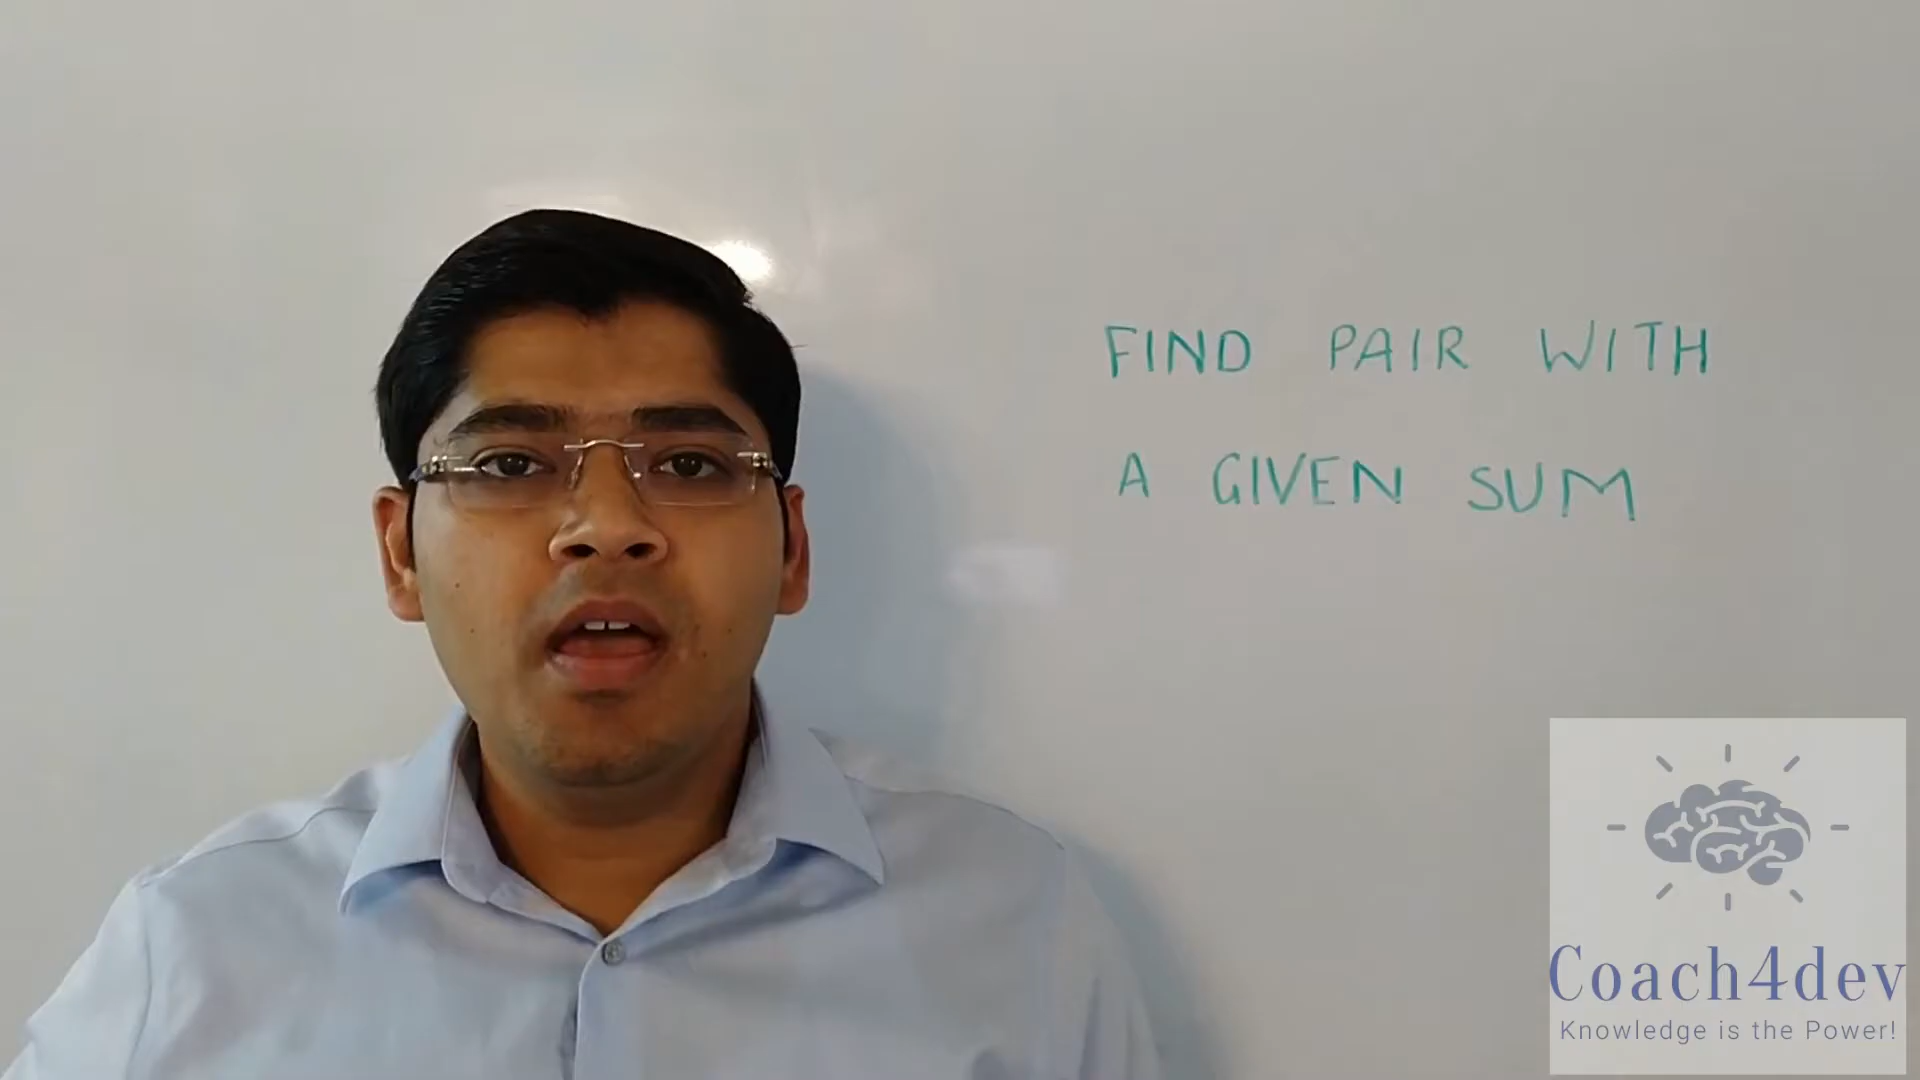 FIND PAIR WITH
A GIVEN SUM
Coach4dev
Knowledge is the Power!